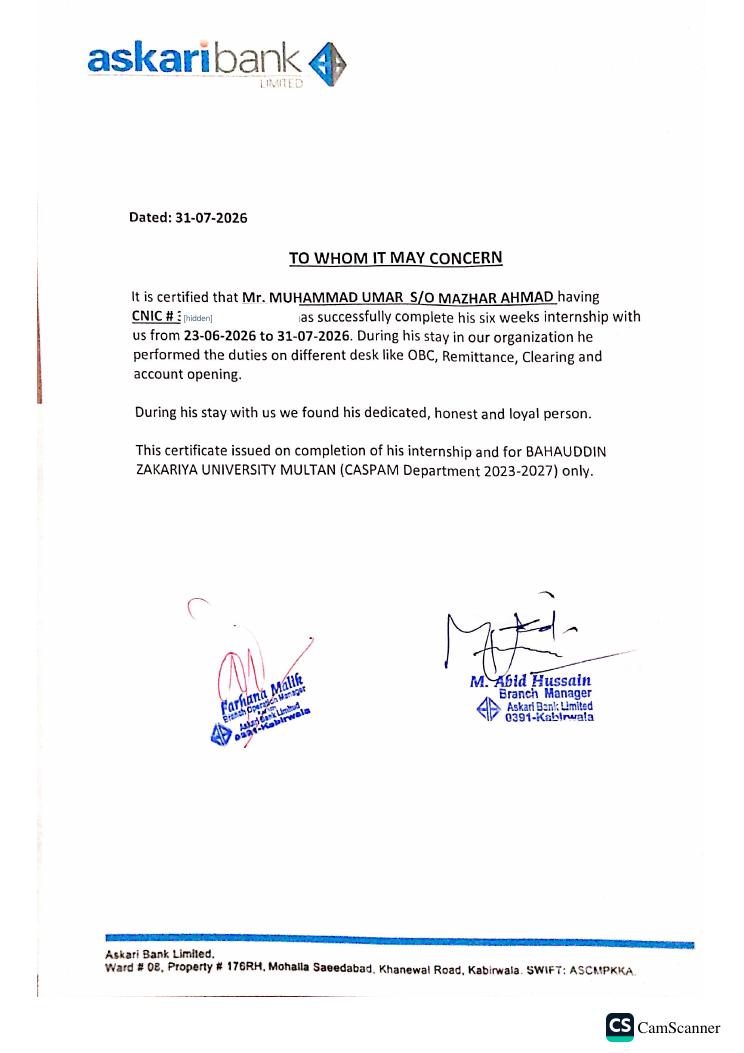 askaribank
LIMITED
Dated: 31-07-2026
TO WHOM IT MAY CONCERN
It is certified that Mr. MUHAMMAD UMAR S/O MAZHAR AHMAD having
CNIC # [hidden] as successfully complete his six weeks internship with
us from 23-06-2026 to 31-07-2026. During his stay in our organization he
performed the duties on different desk like OBC, Remittance, Clearing and
account opening.
During his stay with us we found his dedicated, honest and loyal person.
This certificate issued on completion of his internship and for BAHAUDDIN
ZAKARIYA UNIVERSITY MULTAN (CASPAM Department 2023-2027) only.
Farhana Malik
Branch Operation Manager
Askari Bank Limited
0391-Kabirwala
M. Abid Hussain
Branch Manager
Askari Bank Limited
0391-Kabirwala
Askari Bank Limited,
Ward # 08, Property # 176RH, Mohalla Saeedabad, Khanewal Road, Kabirwala. SWIFT: ASCMPKKA.
CS CamScanner